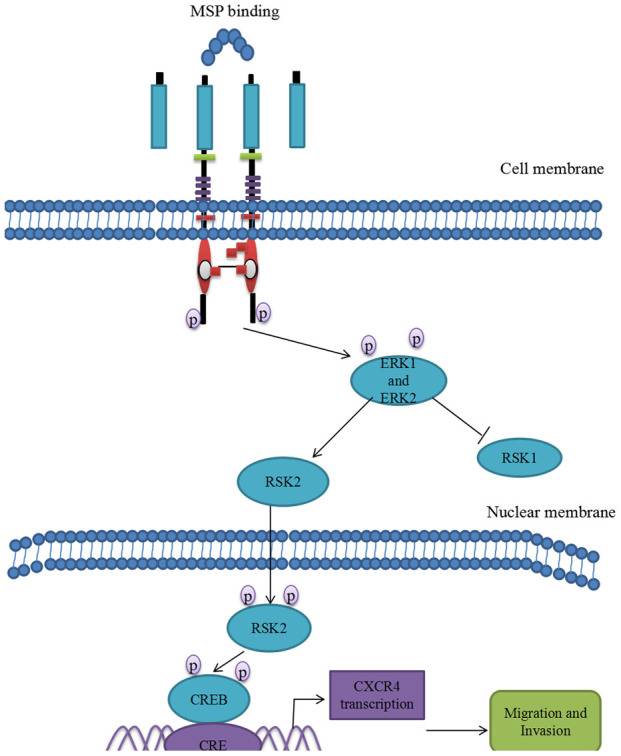 MSP binding
Cell membrane
p
p
p
p
ERK1
and
ERK2
RSK1
RSK2
Nuclear membrane
p
p
RSK2
p
p
CREB
CXCR4
transcription
Migration and
Invasion
CRE